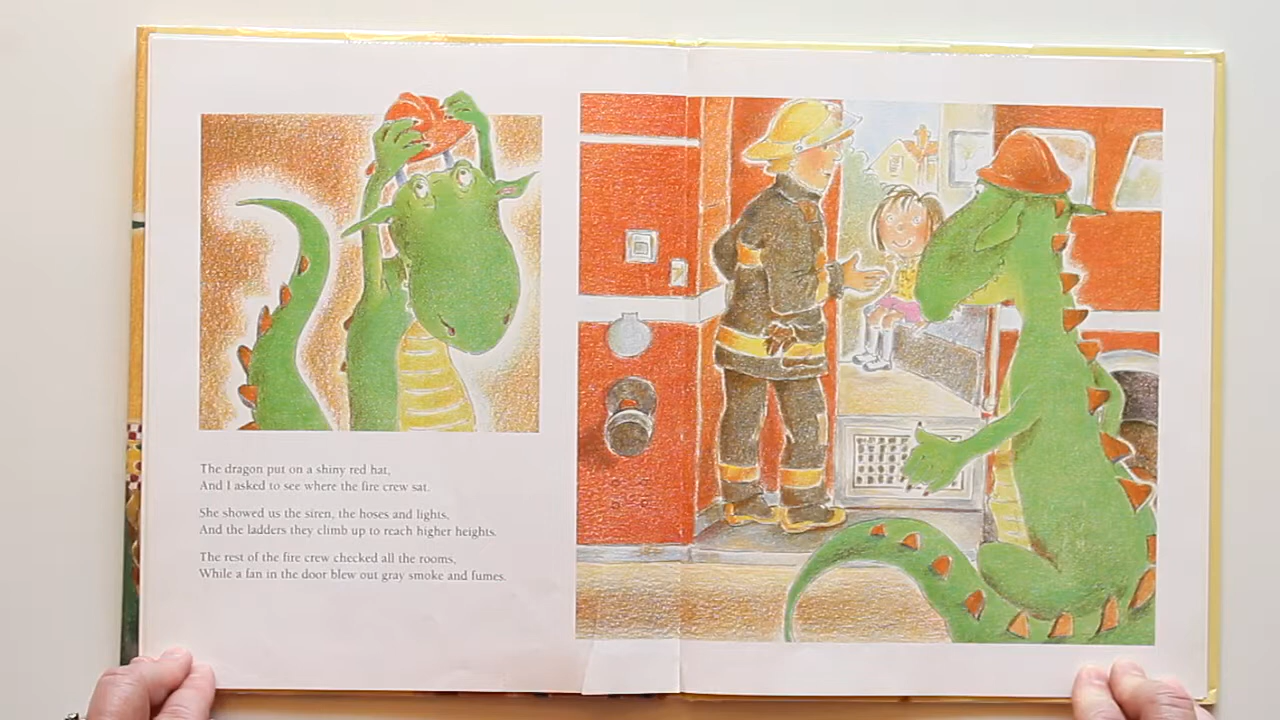 The dragon put on a shiny red hat,
And I asked to see where the fire crew sat.
She showed us the siren, the hoses and lights,
And the ladders they climb up to reach higher heights.
The rest of the fire crew checked all the rooms,
While a fan in the door blew out gray smoke and fumes.